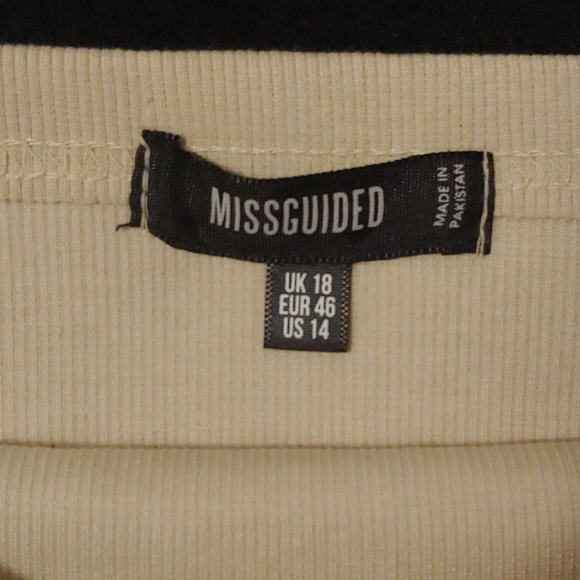 MISSGUIDED
MADE IN
PAKISTAN
UK 18
EUR 46
US 14